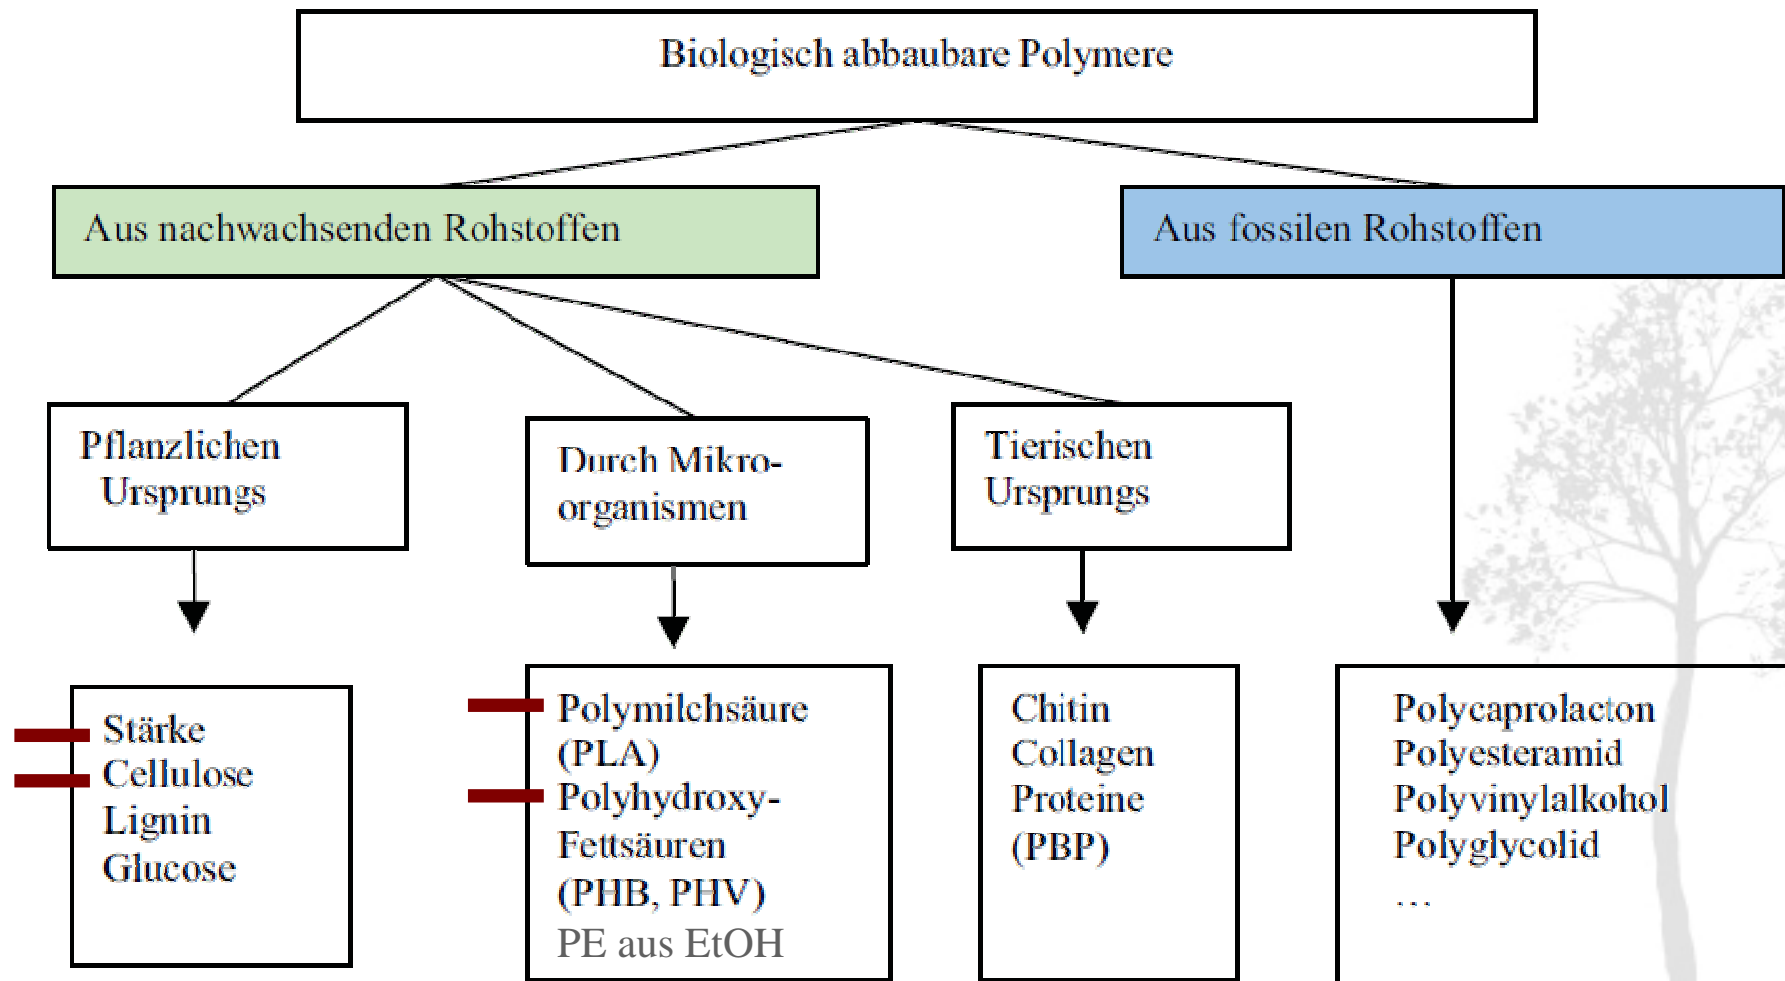 Biologisch abbaubare Polymere
Aus nachwachsenden Rohstoffen
Aus fossilen Rohstoffen
Pflanzlichen
Ursprungs
Durch Mikro-
organismen
Tierischen
Ursprungs
Stärke
Cellulose
Lignin
Glucose
Polymilchsäure
(PLA)
Polyhydroxy-
Fettsäuren
(PHB, PHV)
PE aus EtOH
Chitin
Collagen
Proteine
(PBP)
Polycaprolacton
Polyesteramid
Polyvinylalkohol
Polyglycolid
…